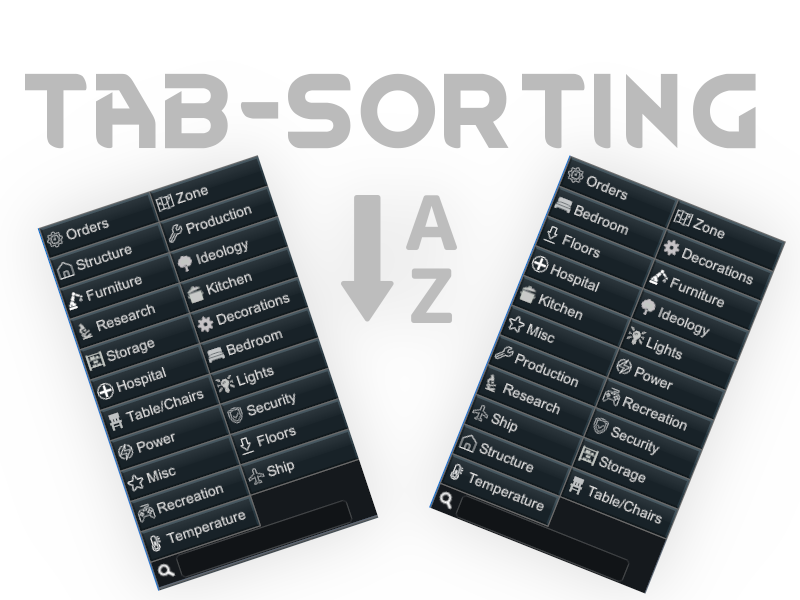 TAB-SORTING
A
Z
Orders
Zone
Structure
Production
Furniture
Ideology
Research
Kitchen
Storage
Decorations
Hospital
Bedroom
Table/Chairs
Lights
Power
Security
Misc
Floors
Recreation
Ship
Temperature
Orders
Zone
Bedroom
Decorations
Floors
Furniture
Hospital
Ideology
Kitchen
Lights
Misc
Power
Production
Recreation
Research
Security
Ship
Storage
Structure
Table/Chairs
Temperature